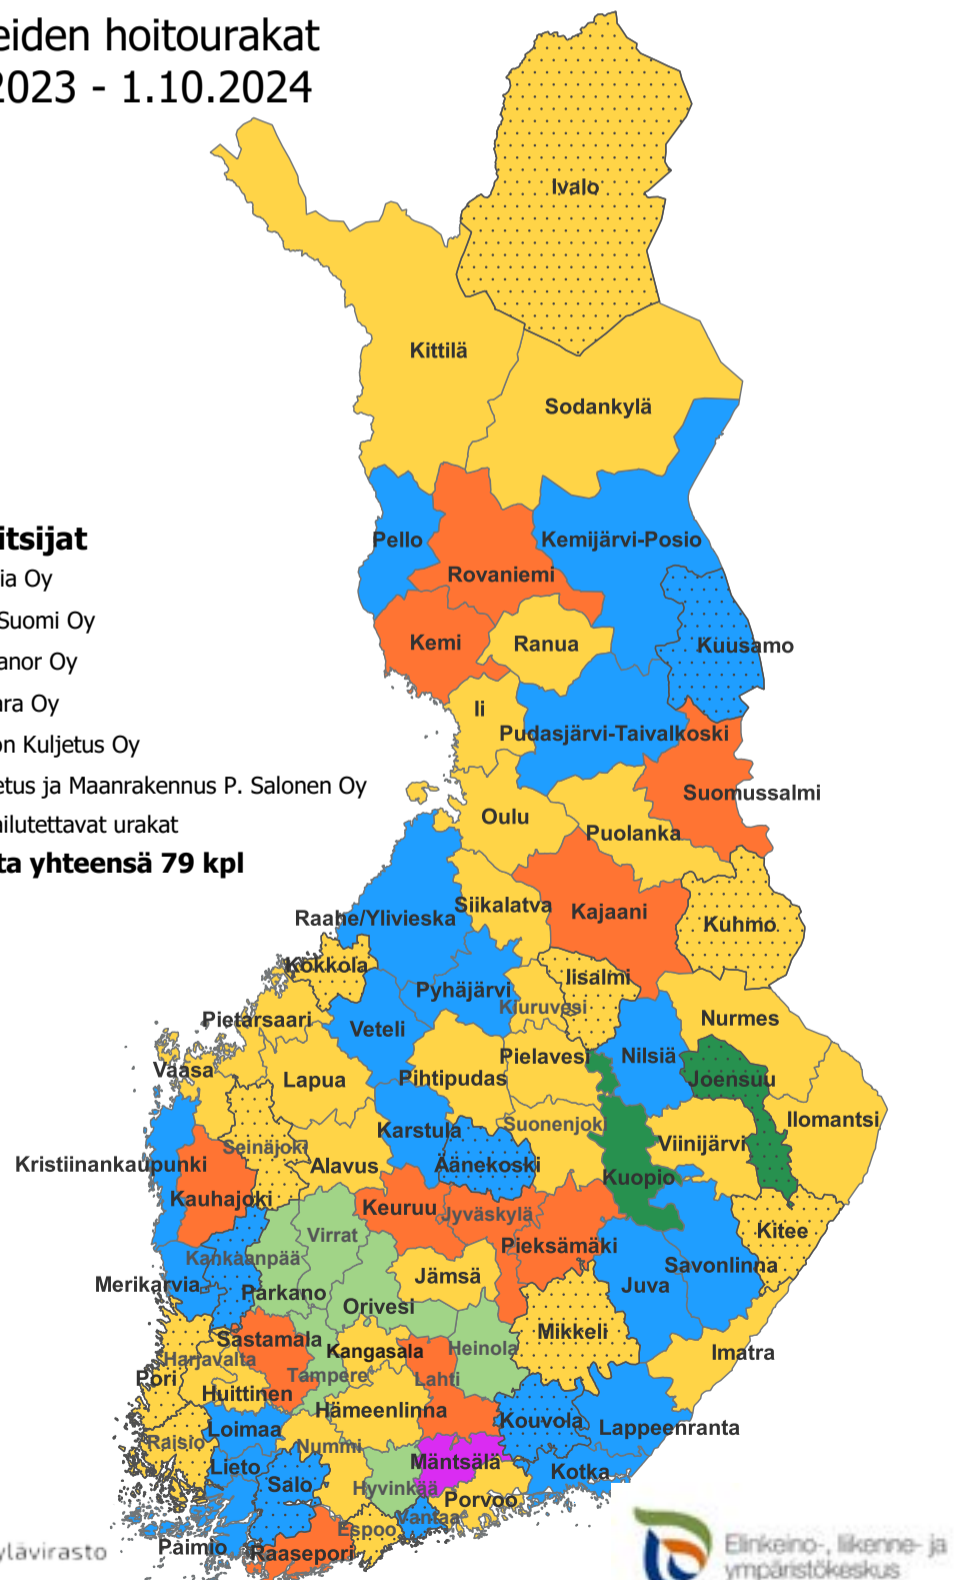 eiden hoitourakat
2023 - 1.10.2024
Ivalo
Kittilä
Sodankylä
itsijat
Pello
Kemijärvi-Posio
ia Oy
Rovaniemi
Suomi Oy
Kemi
Ranua
Kuusamo
anor Oy
ara Oy
Ii
Pudasjärvi-Taivalkoski
on Kuljetus Oy
etus ja Maanrakennus P. Salonen Oy
Suomussalmi
Oulu
ilutettavat urakat
Puolanka
ta yhteensä 79 kpl
Siikalatva
Kajaani
Raahe/Ylivieska
Kuhmo
Kokkola
Iisalmi
Pyhäjärvi
Kiuruvesi
Pietarsaari
Nurmes
Veteli
Pielavesi
Nilsiä
Vaasa
Lapua
Pihtipudas
Joensuu
Ilomantsi
Karstula
Suonenjoki
Seinäjoki
Viinijärvi
Kristiinankaupunki
Alavus
Äänekoski
Kuopio
Kauhajoki
Keuruu
Jyväskylä
Virrat
Kitee
Pieksämäki
Kankaanpää
Savonlinna
Merikarvia
Jämsä
Juva
Parkano
Orivesi
Mikkeli
Sastamala
Kangasala
Heinola
Imatra
Harjavalta
Pori
Tampere
Lahti
Huittinen
Hämeenlinna
Kouvola
Loimaa
Lappeenranta
Raisio
Nummi
Mäntsälä
Lieto
Kotka
Salo
Hyvinkää
Porvoo
Vantaa
Espoo
Paimio
Raasepori
ylävirasto
Elinkeino-, liikenne- ja
ympäristökeskus